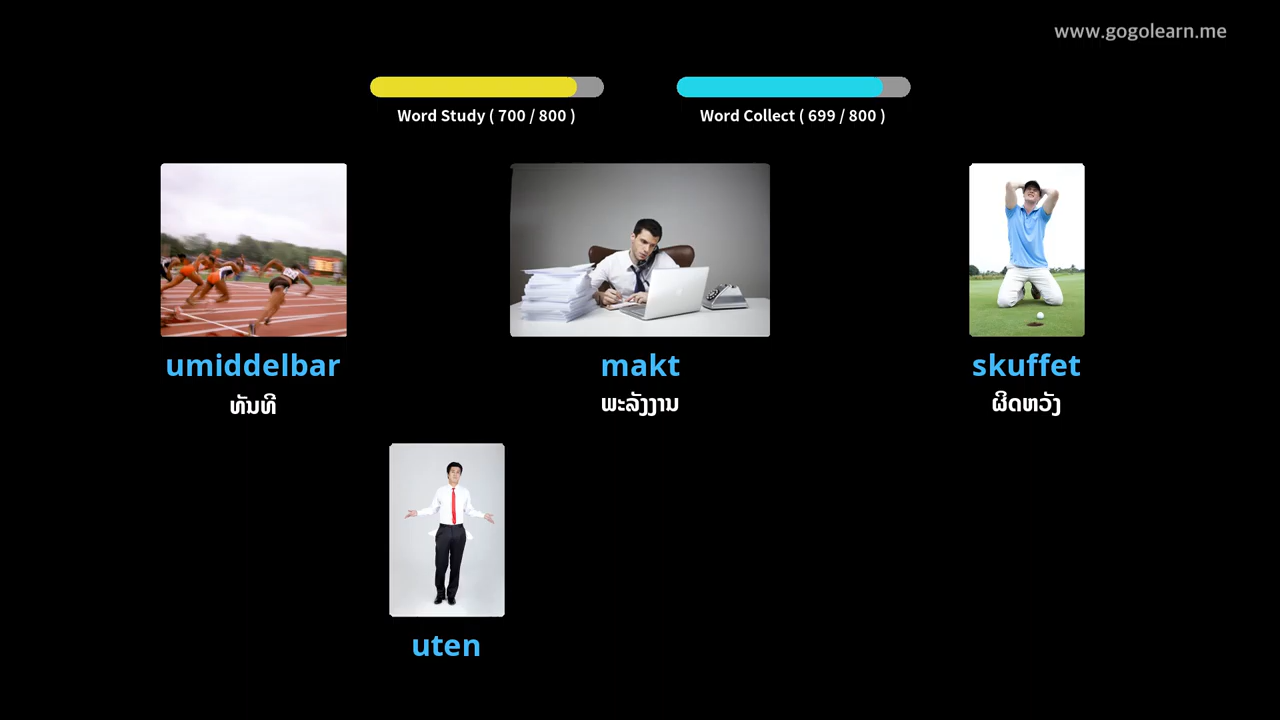 www.gogolearn.me
Word Study ( 700 / 800 )
Word Collect ( 699 / 800 )
umiddelbar
makt
skuffet
ທັນທີ
ພະລັງງານ
ຜິດຫວັງ
uten